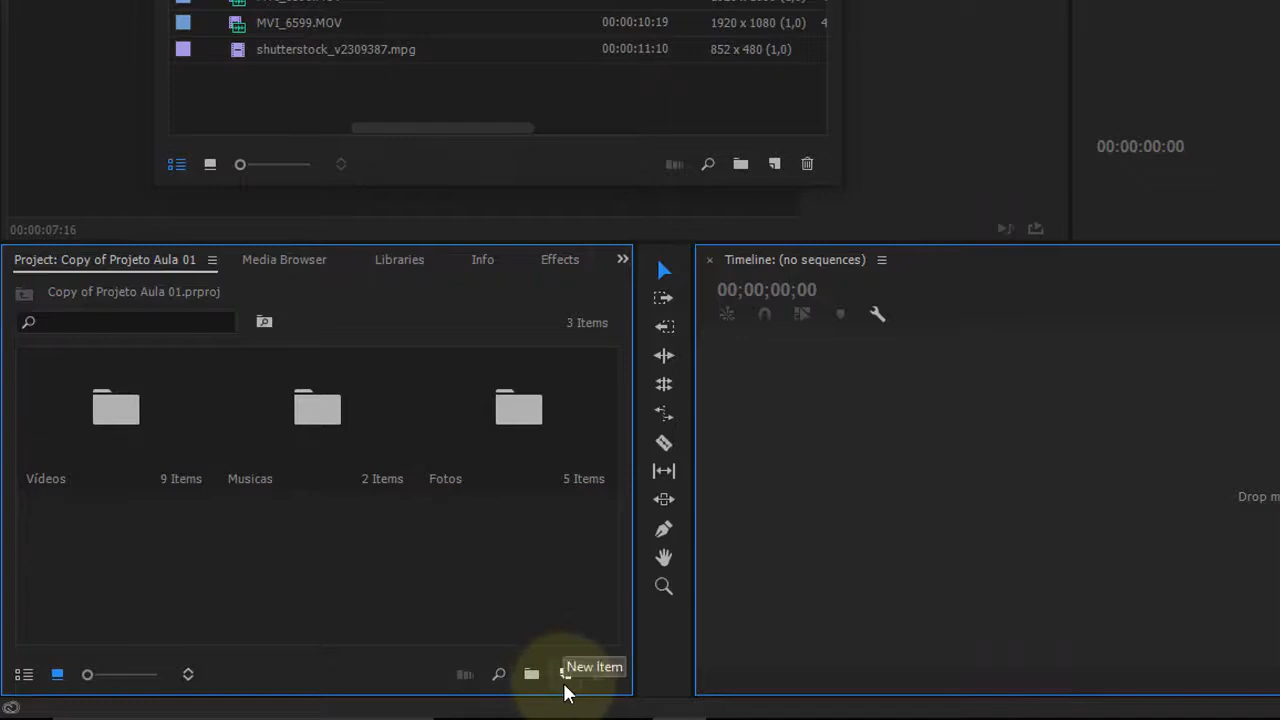 MVI_6599.MOV 00:00:10:19 1920 x 1080 (1,0) 4
shutterstock_v2309387.mpg 00:00:11:10 852 x 480 (1,0)
00:00:00:00
00:00:07:16
Project: Copy of Projeto Aula 01 Media Browser Libraries Info Effects
Timeline: (no sequences)
Copy of Projeto Aula 01.prproj
00;00;00;00
3 Items
Vídeos 9 Items Musicas 2 Items Fotos 5 Items
Drop m
New Item